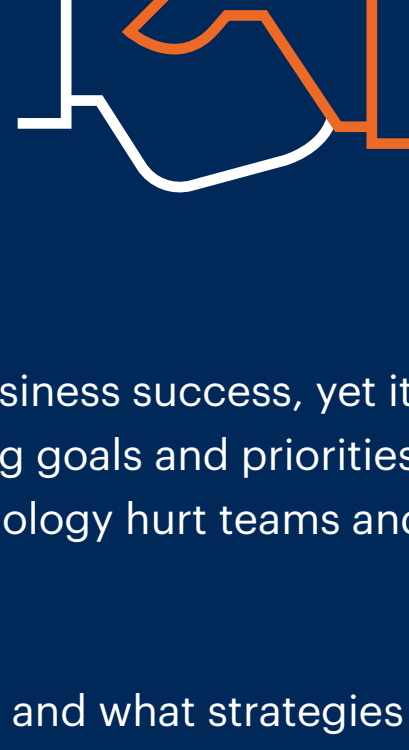 siness success, yet it
g goals and priorities
ology hurt teams and
and what strategies